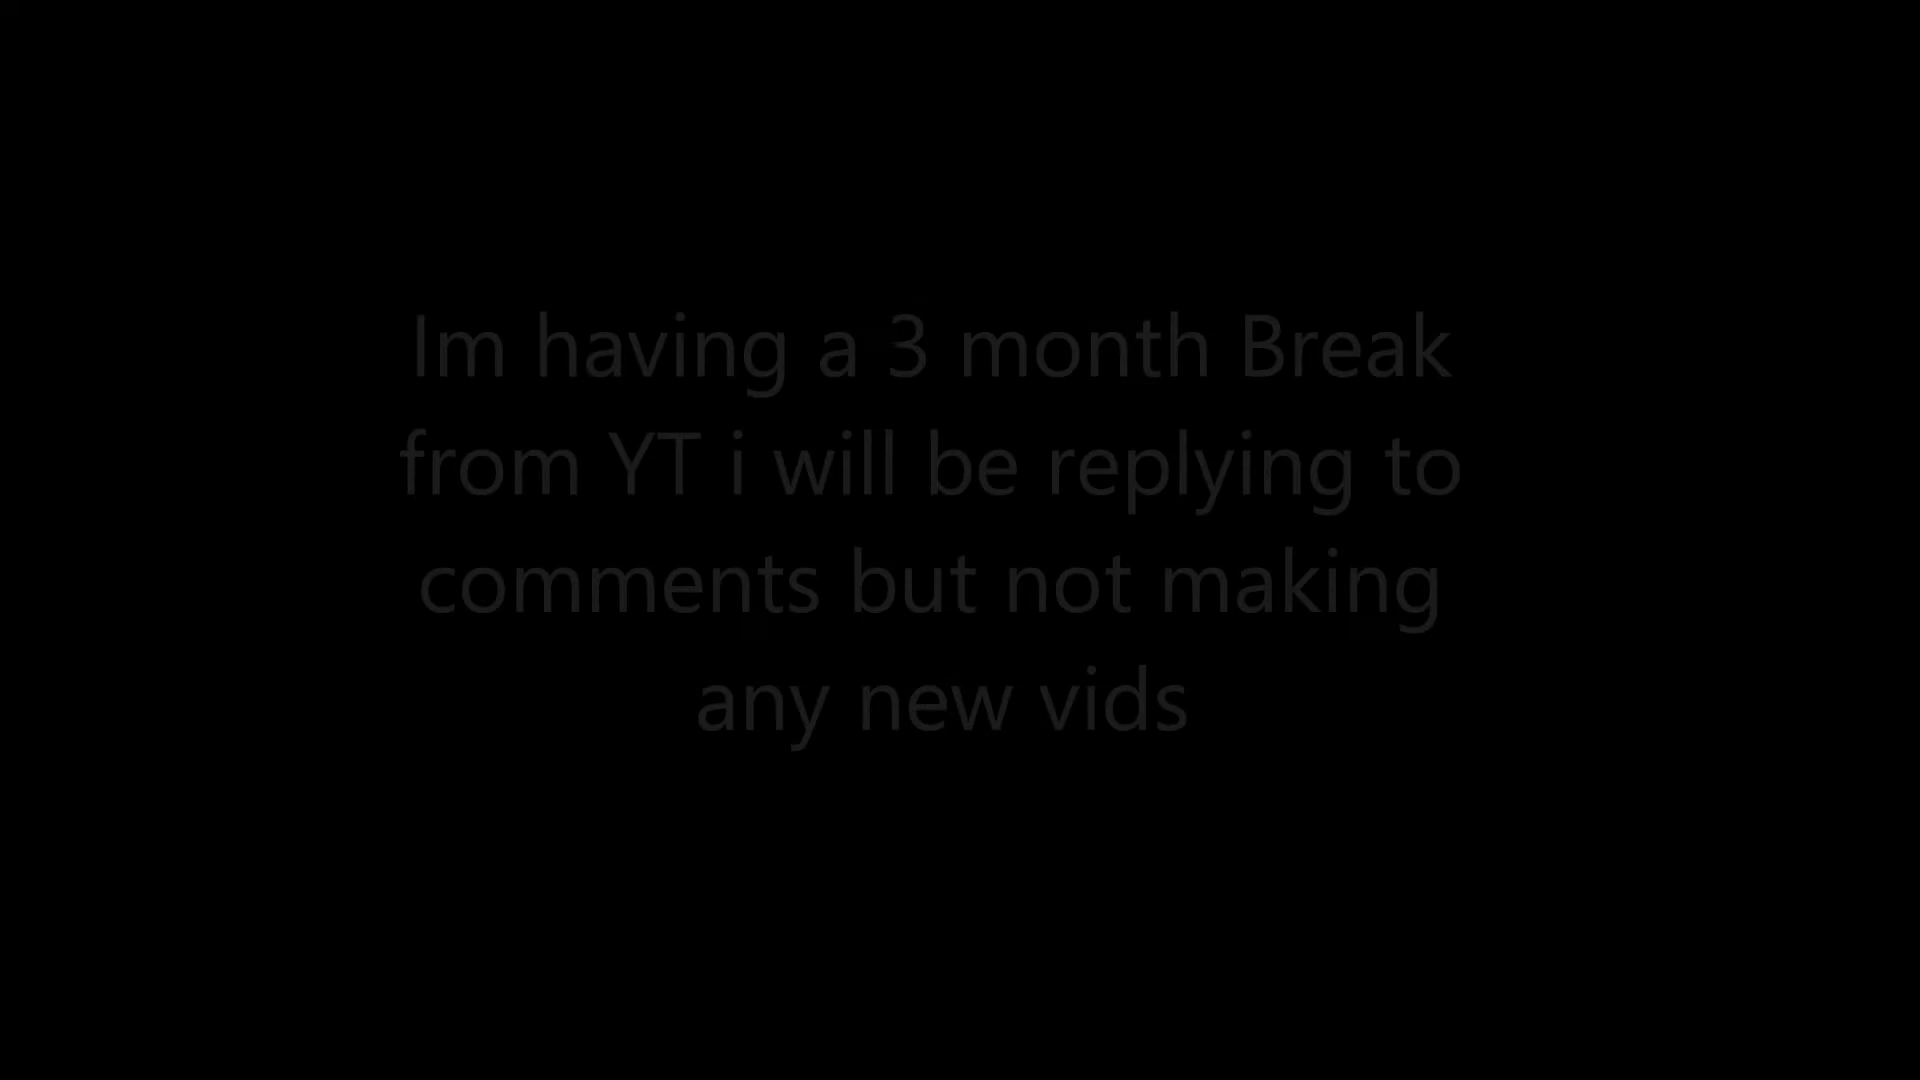 Im having a 3 month Break
from YT i will be replying to
comments but not making
any new vids